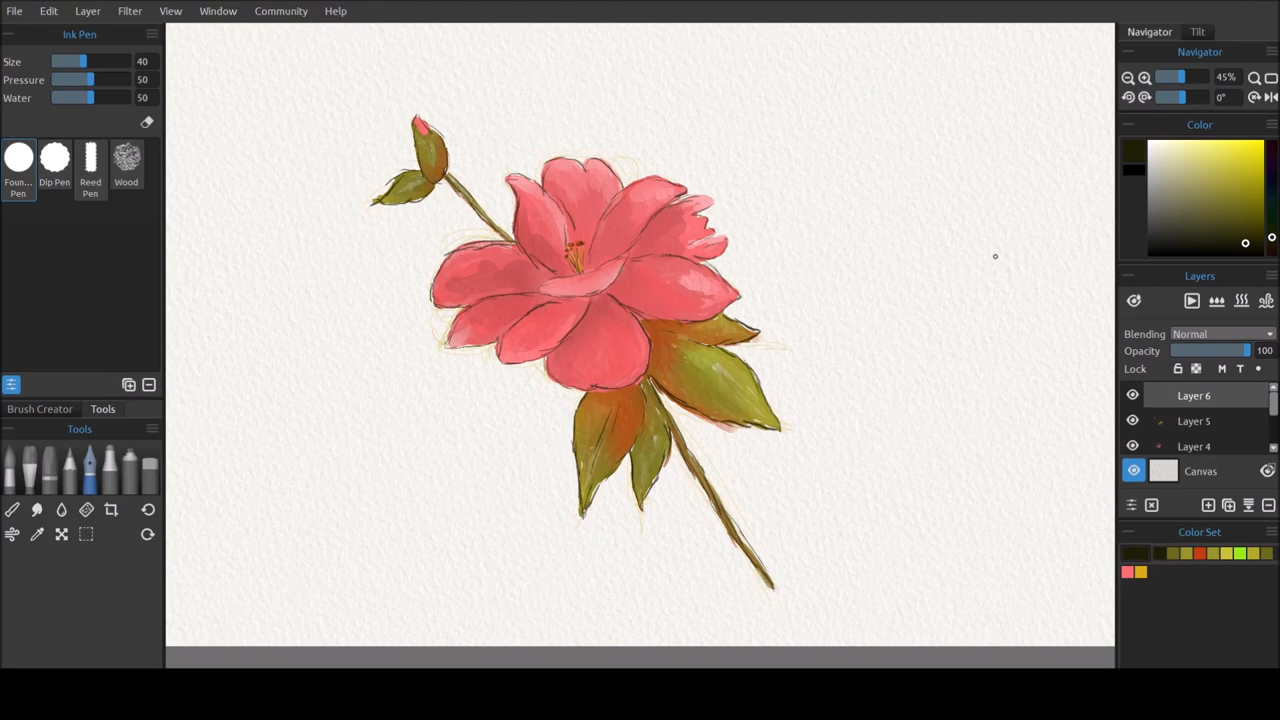 File Edit Layer Filter View Window Community Help
Ink Pen
Size 40
Pressure 50
Water 50
Foun... Pen
Dip Pen
Reed Pen
Wood
Brush Creator Tools
Tools
Navigator Tilt
Navigator
45%
0°
Color
Layers
Blending Normal
Opacity 100
Lock M T
Layer 6
Layer 5
Layer 4
Canvas
Color Set